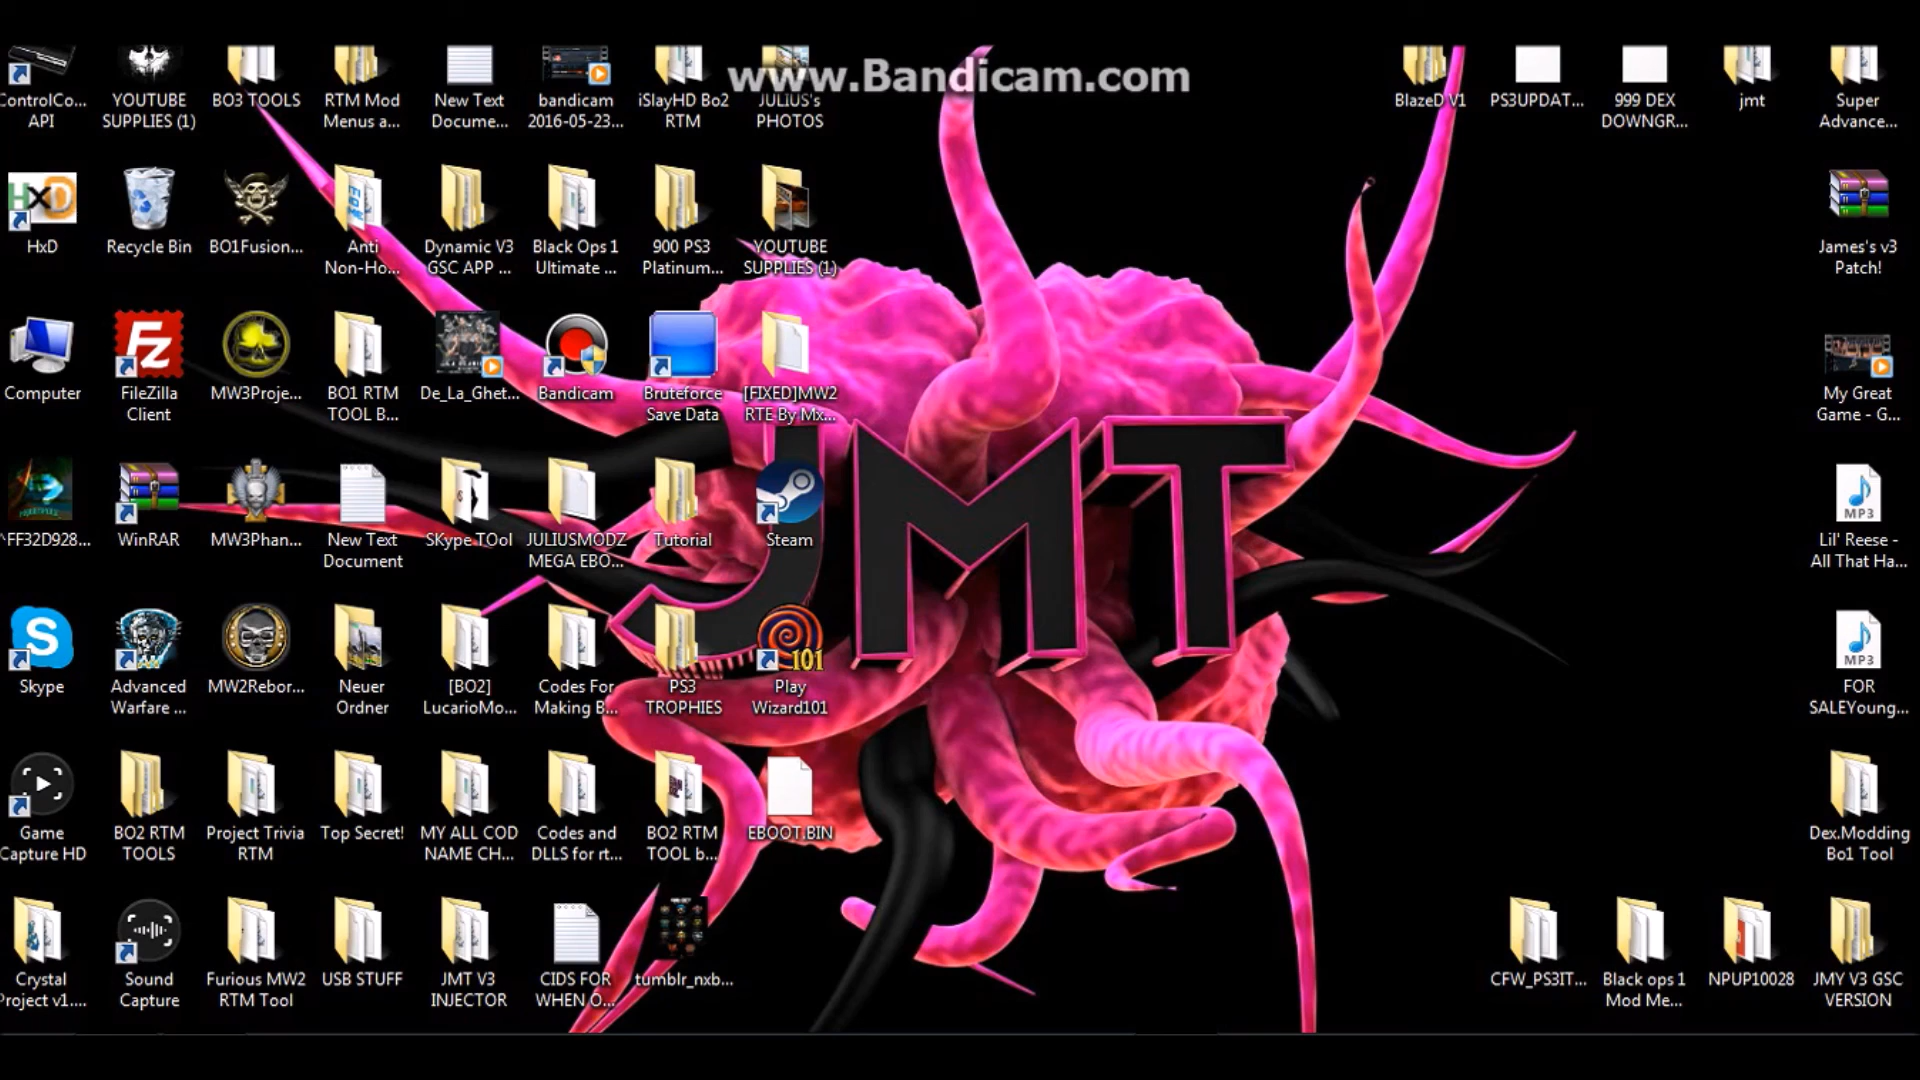 www.Bandicam.com
ControlCo...
API
YOUTUBE
SUPPLIES (1)
BO3 TOOLS
RTM Mod
Menus a...
New Text
Docume...
bandicam
2016-05-23...
iSlayHD Bo2
RTM
JULIUS's
PHOTOS
BlazeD V1
PS3UPDAT...
999 DEX
DOWNGR...
jmt
Super
Advance...
HxD
HxD
Recycle Bin
BO1Fusion...
Anti
Non-Ho...
Dynamic V3
GSC APP ...
Black Ops 1
Ultimate ...
900 PS3
Platinum...
YOUTUBE
SUPPLIES (1)
James's v3
Patch!
Computer
FileZilla
Client
MW3Proje...
BO1 RTM
TOOL B...
De_La_Ghet...
Bandicam
Bruteforce
Save Data
[FIXED]MW2
RTE By Mx...
My Great
Game - G...
JMT
^FF32D928...
WinRAR
MW3Phan...
New Text
Document
SKype TOol
JULIUSMODZ
MEGA EBO...
Tutorial
Steam
MP3
Lil' Reese -
All That Ha...
Skype
Advanced
Warfare ...
MW2Rebor...
Neuer
Ordner
[BO2]
LucarioMo...
Codes For
Making B...
PS3
TROPHIES
101
Play
Wizard101
MP3
FOR
SALEYoung...
Game
Capture HD
BO2 RTM
TOOLS
Project Trivia
RTM
Top Secret!
MY ALL COD
NAME CH...
Codes and
DLLS for rt...
BO2 RTM
TOOL b...
EBOOT.BIN
Dex.Modding
Bo1 Tool
Crystal
Project v1....
Sound
Capture
Furious MW2
RTM Tool
USB STUFF
JMT V3
INJECTOR
CIDS FOR
WHEN O...
tumblr_nxb...
CFW_PS3IT...
Black ops 1
Mod Me...
NPUP10028
JMY V3 GSC
VERSION